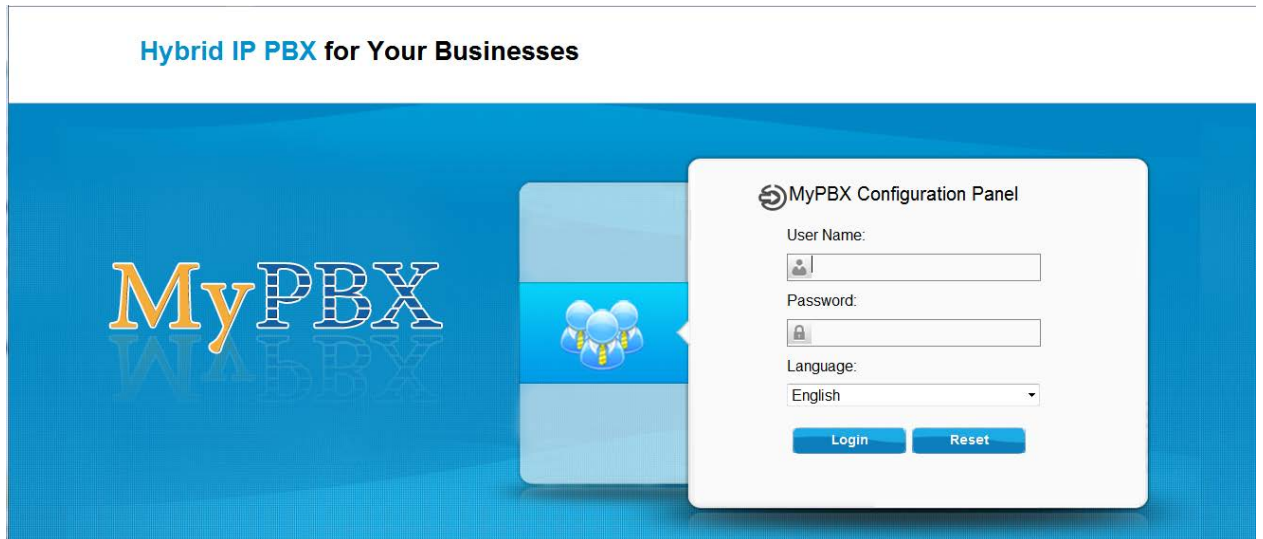 Hybrid IP PBX for Your Businesses
MyPBX
MyPBX Configuration Panel
User Name:
Password:
Language:
English
Login Reset